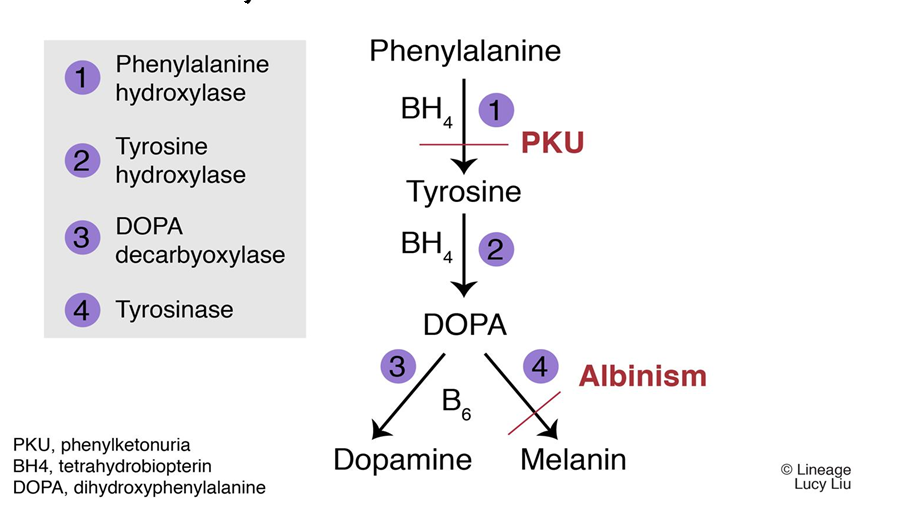 1 Phenylalanine
hydroxylase
2 Tyrosine
hydroxylase
3 DOPA
decarbyoxylase
4 Tyrosinase
Phenylalanine
BH4 1
PKU
Tyrosine
BH4 2
DOPA
3 4
Albinism
B6
Dopamine Melanin
PKU, phenylketonuria
BH4, tetrahydrobiopterin
DOPA, dihydroxyphenylalanine
© Lineage
Lucy Liu